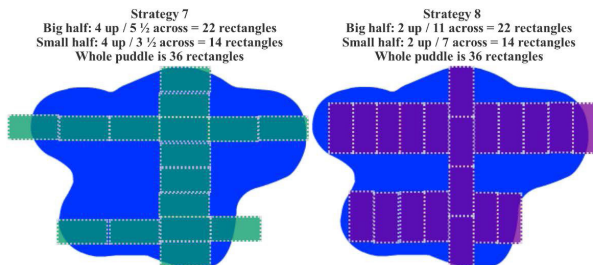 Strategy 7
Big half: 4 up / 5 ½ across = 22 rectangles
Small half: 4 up / 3 ½ across = 14 rectangles
Whole puddle is 36 rectangles
Strategy 8
Big half: 2 up / 11 across = 22 rectangles
Small half: 2 up / 7 across = 14 rectangles
Whole puddle is 36 rectangles